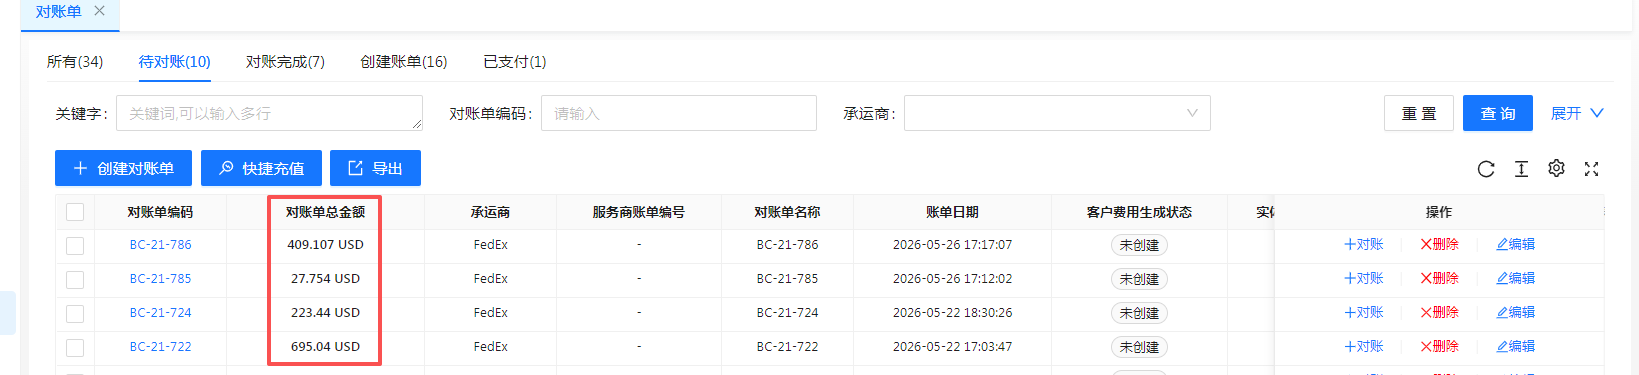 对账单 ×
所有(34) 待对账(10) 对账完成(7) 创建账单(16) 已支付(1)
关键字: 关键词,可以输入多行 对账单编码: 请输入 承运商: 重 置 查 询 展开
创建对账单 快捷充值 导出
对账单编码 对账单总金额 承运商 服务商账单编号 对账单名称 账单日期 客户费用生成状态 操作
BC-21-786 409.107 USD FedEx - BC-21-786 2026-05-26 17:17:07 未创建 +对账 ×删除 编辑
BC-21-785 27.754 USD FedEx - BC-21-785 2026-05-26 17:12:02 未创建 +对账 ×删除 编辑
BC-21-724 223.44 USD FedEx - BC-21-724 2026-05-22 18:30:26 未创建 +对账 ×删除 编辑
BC-21-722 695.04 USD FedEx - BC-21-722 2026-05-22 17:03:47 未创建 +对账 ×删除 编辑